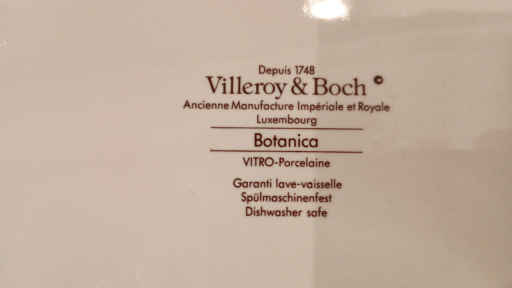 Depuis 1748
Villeroy & Boch ©
Ancienne Manufacture Impériale et Royale
Luxembourg
Botanica
VITRO-Porcelaine
Garanti lave-vaisselle
Spülmaschinenfest
Dishwasher safe